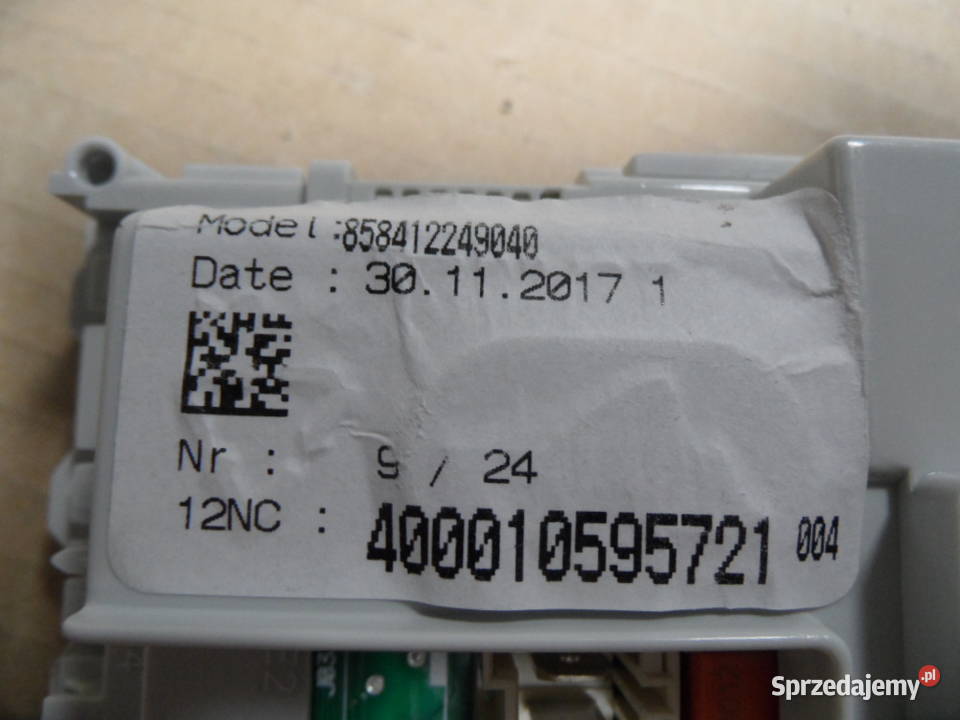 Model :858412249040
Date : 30.11.2017 1
Nr : 9 / 24
12NC : 400010595721 004
Sprzedajemy.pl